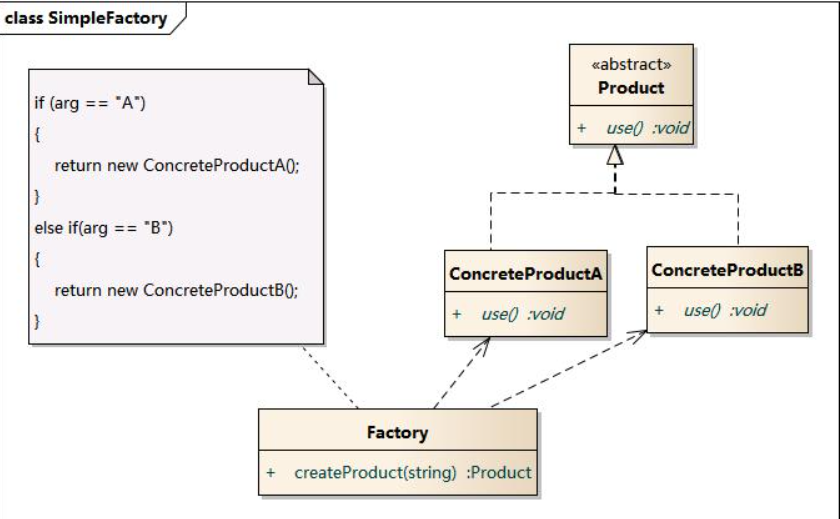 class SimpleFactory
if (arg == "A")
{
return new ConcreteProductA();
}
else if(arg == "B")
{
return new ConcreteProductB();
}
«abstract»
Product
+ use() :void
ConcreteProductA
+ use() :void
ConcreteProductB
+ use() :void
Factory
+ createProduct(string) :Product